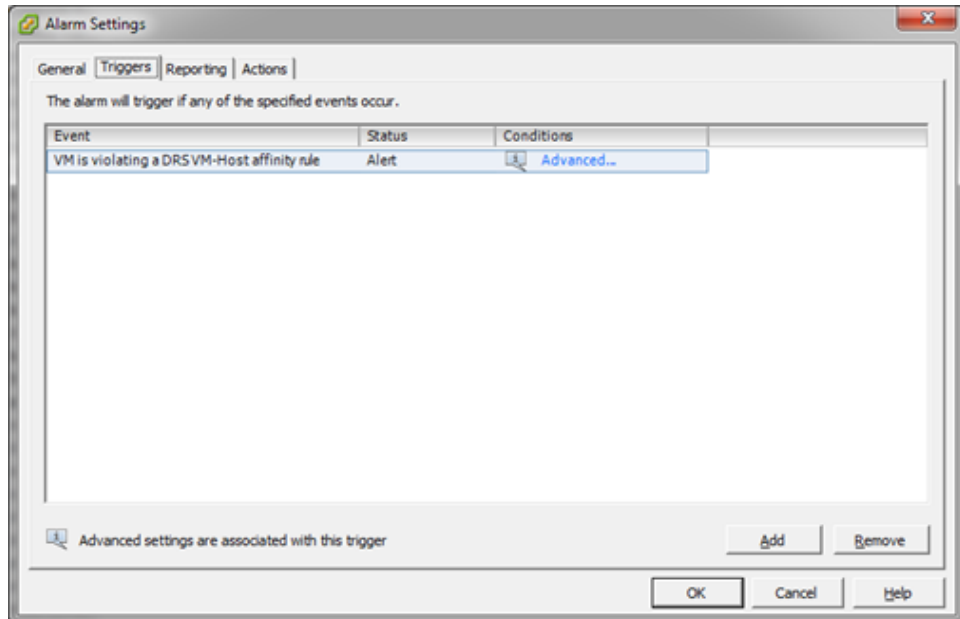 Alarm Settings
General Triggers Reporting Actions
The alarm will trigger if any of the specified events occur.
Event Status Conditions
VM is violating a DRS VM-Host affinity rule Alert Advanced...
Advanced settings are associated with this trigger
Add Remove
OK Cancel Help